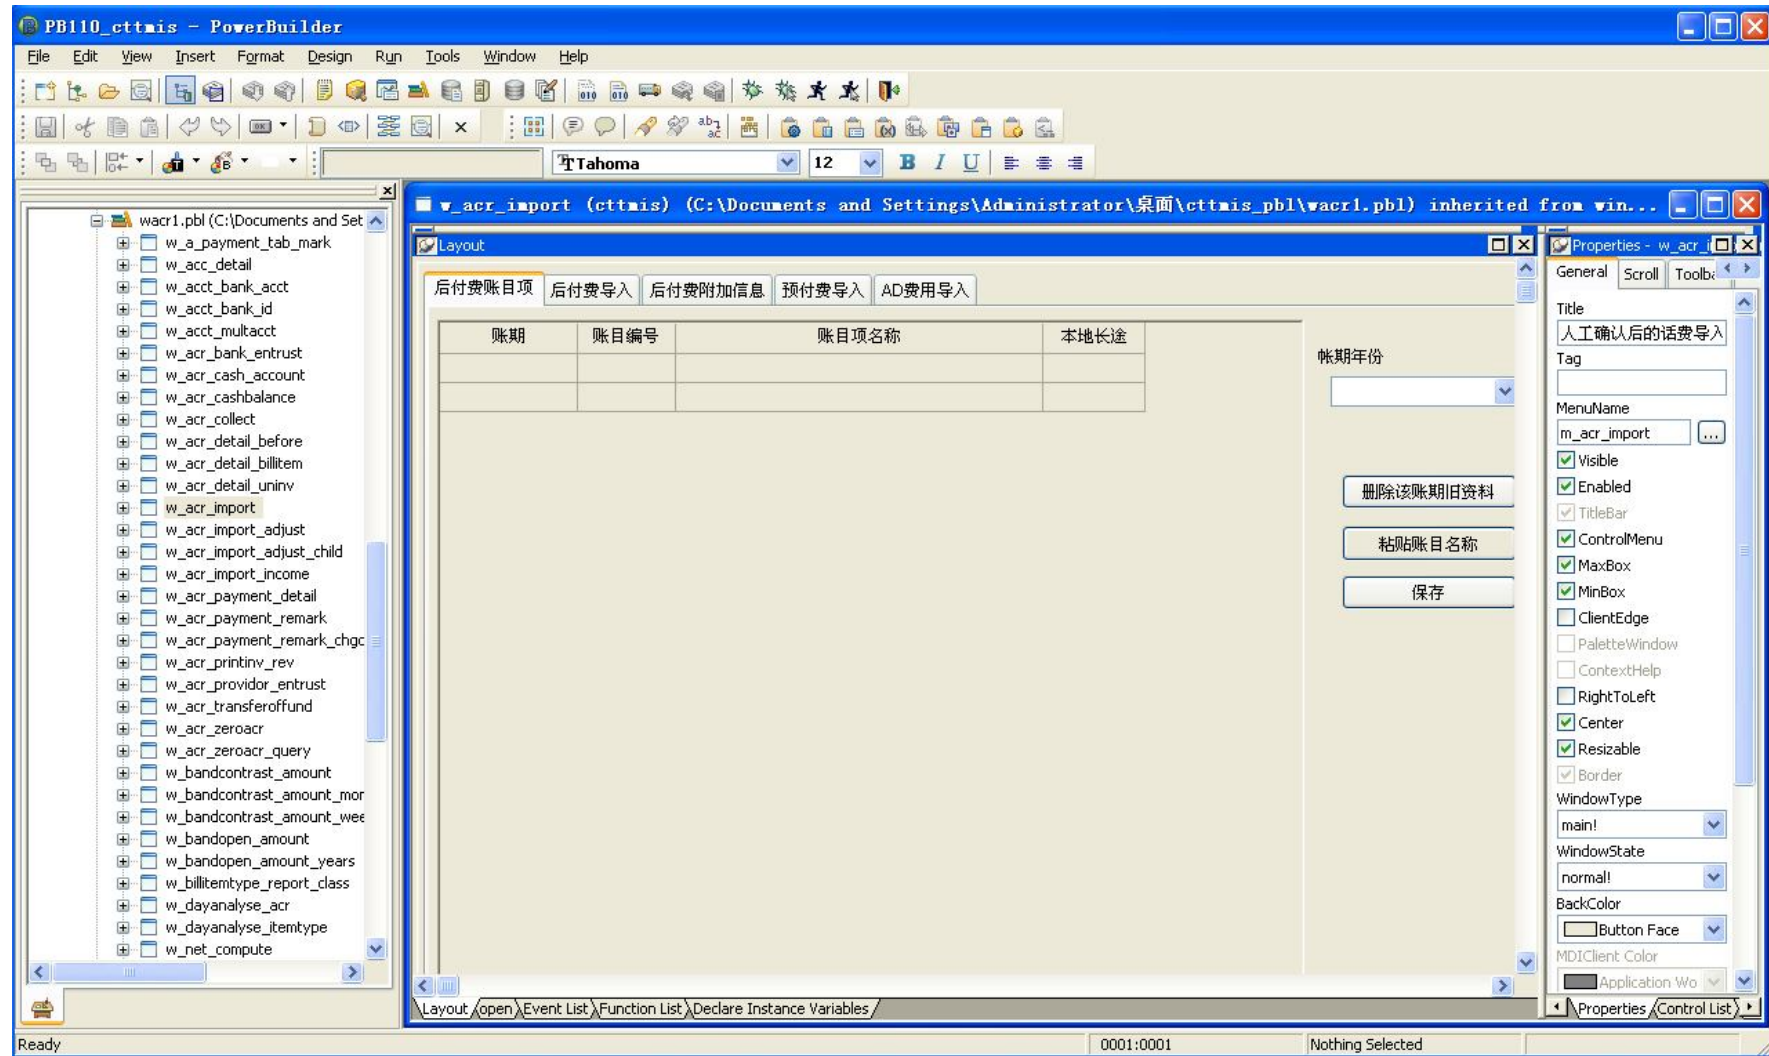 PB110_cttmis - PowerBuilder
File Edit View Insert Format Design Run Tools Window Help
Tahoma 12 B I U
wacr1.pbl (C:\Documents and Set
w_a_payment_tab_mark
w_acc_detail
w_acct_bank_acct
w_acct_bank_id
w_acct_multacct
w_acr_bank_entrust
w_acr_cash_account
w_acr_cashbalance
w_acr_collect
w_acr_detail_before
w_acr_detail_billitem
w_acr_detail_uninv
w_acr_import
w_acr_import_adjust
w_acr_import_adjust_child
w_acr_import_income
w_acr_payment_detail
w_acr_payment_remark
w_acr_payment_remark_chgc
w_acr_printinv_rev
w_acr_providor_entrust
w_acr_transferoffund
w_acr_zeroacr
w_acr_zeroacr_query
w_bandcontrast_amount
w_bandcontrast_amount_mor
w_bandcontrast_amount_wee
w_bandopen_amount
w_bandopen_amount_years
w_billitemtype_report_class
w_dayanalyse_acr
w_dayanalyse_itemtype
w_net_compute
w_acr_import (cttmis) (C:\Documents and Settings\Administrator\桌面\cttmis_pbl\wacr1.pbl) inherited from win...
Layout
后付费账目项 后付费导入 后付费附加信息 预付费导入 AD费用导入
账期 账目编号 账目项名称 本地长途
帐期年份
删除该账期旧资料
粘贴账目名称
保存
Layout open Event List Function List Declare Instance Variables
Properties - w_acr_i
General Scroll Toolba
Title
人工确认后的话费导入
Tag
MenuName
m_acr_import ...
Visible
Enabled
TitleBar
ControlMenu
MaxBox
MinBox
ClientEdge
PaletteWindow
ContextHelp
RightToLeft
Center
Resizable
Border
WindowType
main!
WindowState
normal!
BackColor
Button Face
MDIClient Color
Application Wo
Properties Control List
Ready 0001:0001 Nothing Selected